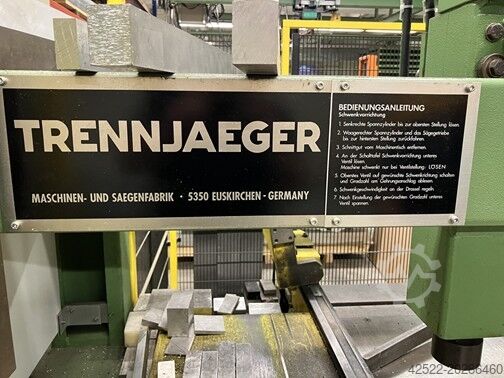 TRENNJAEGER
MASCHINEN- UND SAEGENFABRIK · 5350 EUSKIRCHEN - GERMANY
BEDIENUNGSANLEITUNG
Schwenkvorrichtung
1. Senkrechte Spannzylinder bis zur obersten Stellung lösen.
2. Waagerechter Spannzylinder und das Sägegetriebe
bis zur hintersten Stellung zurückfahren.
3. Schnittgut vom Maschinentisch entfernen.
4. An der Schalttafel Schwenkvorrichtung unteres
Ventil lösen.
Maschine schwenkt nur bei Ventilstellung: LÖSEN
5. Oberstes Ventil auf gewünschte Schwenkrichtung schalten
und Gradzahl am Gehrungsanschlag ablesen.
6. Schwenkgeschwindigkeit an der Drossel regeln.
7. Nach Einstellung der gewünschten Gradzahl unteres
Ventil spannen.
42522-20206460